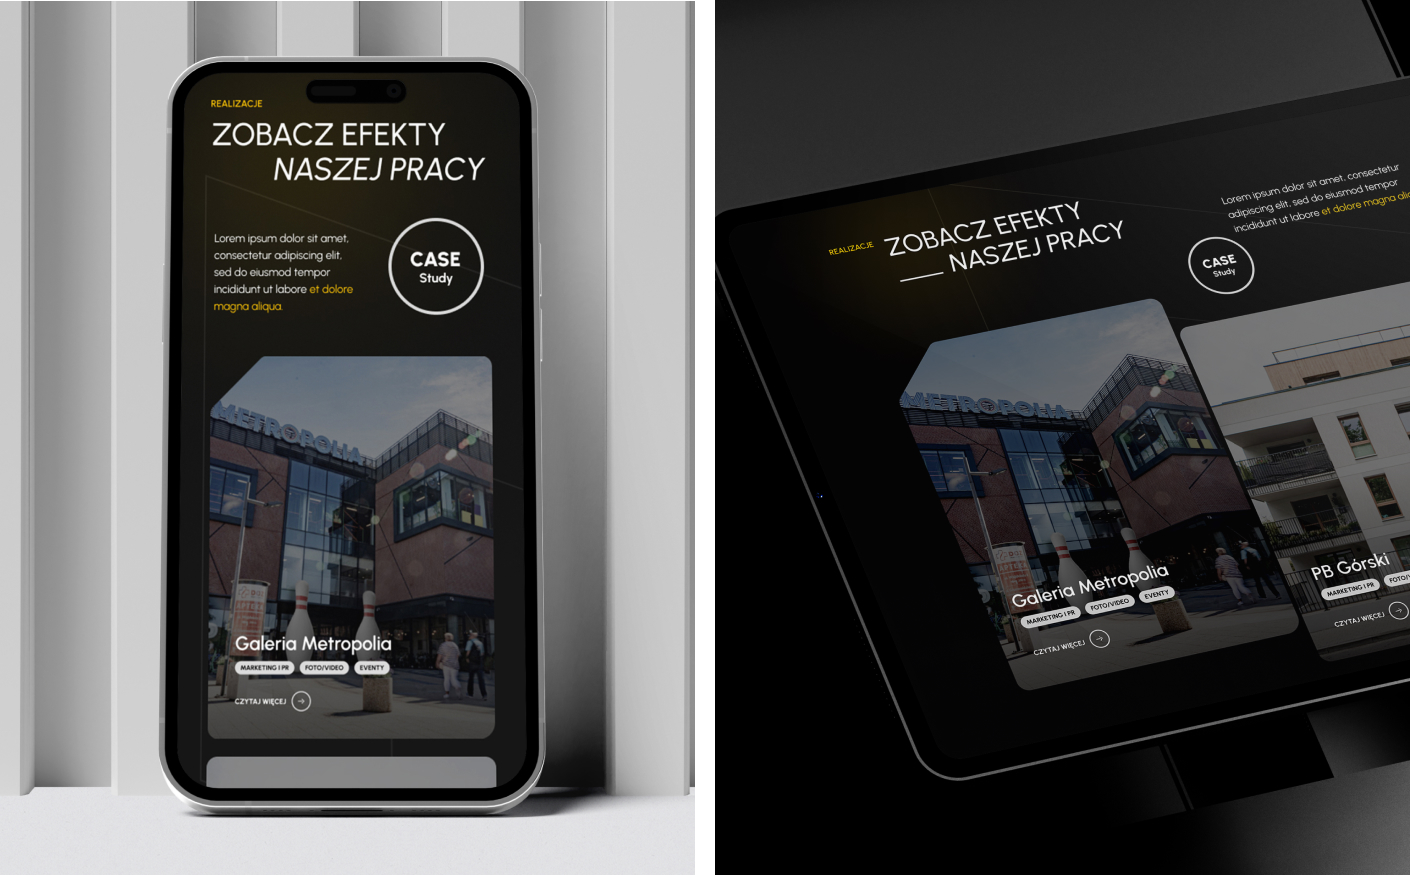 REALIZACJE
ZOBACZ EFEKTY
NASZEJ PRACY
Lorem ipsum dolor sit amet,
consectetur adipiscing elit,
sed do eiusmod tempor
incididunt ut labore et dolore
magna aliqua.
CASE
Study
METROPOLIA
Galeria Metropolia
MARKETING I PR
FOTO/VIDEO
EVENTY
CZYTAJ WIĘCEJ
REALIZACJE
ZOBACZ EFEKTY
NASZEJ PRACY
Lorem ipsum dolor sit amet, consectetur
adipiscing elit, sed do eiusmod tempor
incididunt ut labore et dolore magna
CASE
Study
METROPOLIA
Galeria Metropolia
MARKETING I PR
FOTO/VIDEO
EVENTY
CZYTAJ WIĘCEJ
PB Górski
MARKETING I PR
CZYTAJ WIĘCEJ